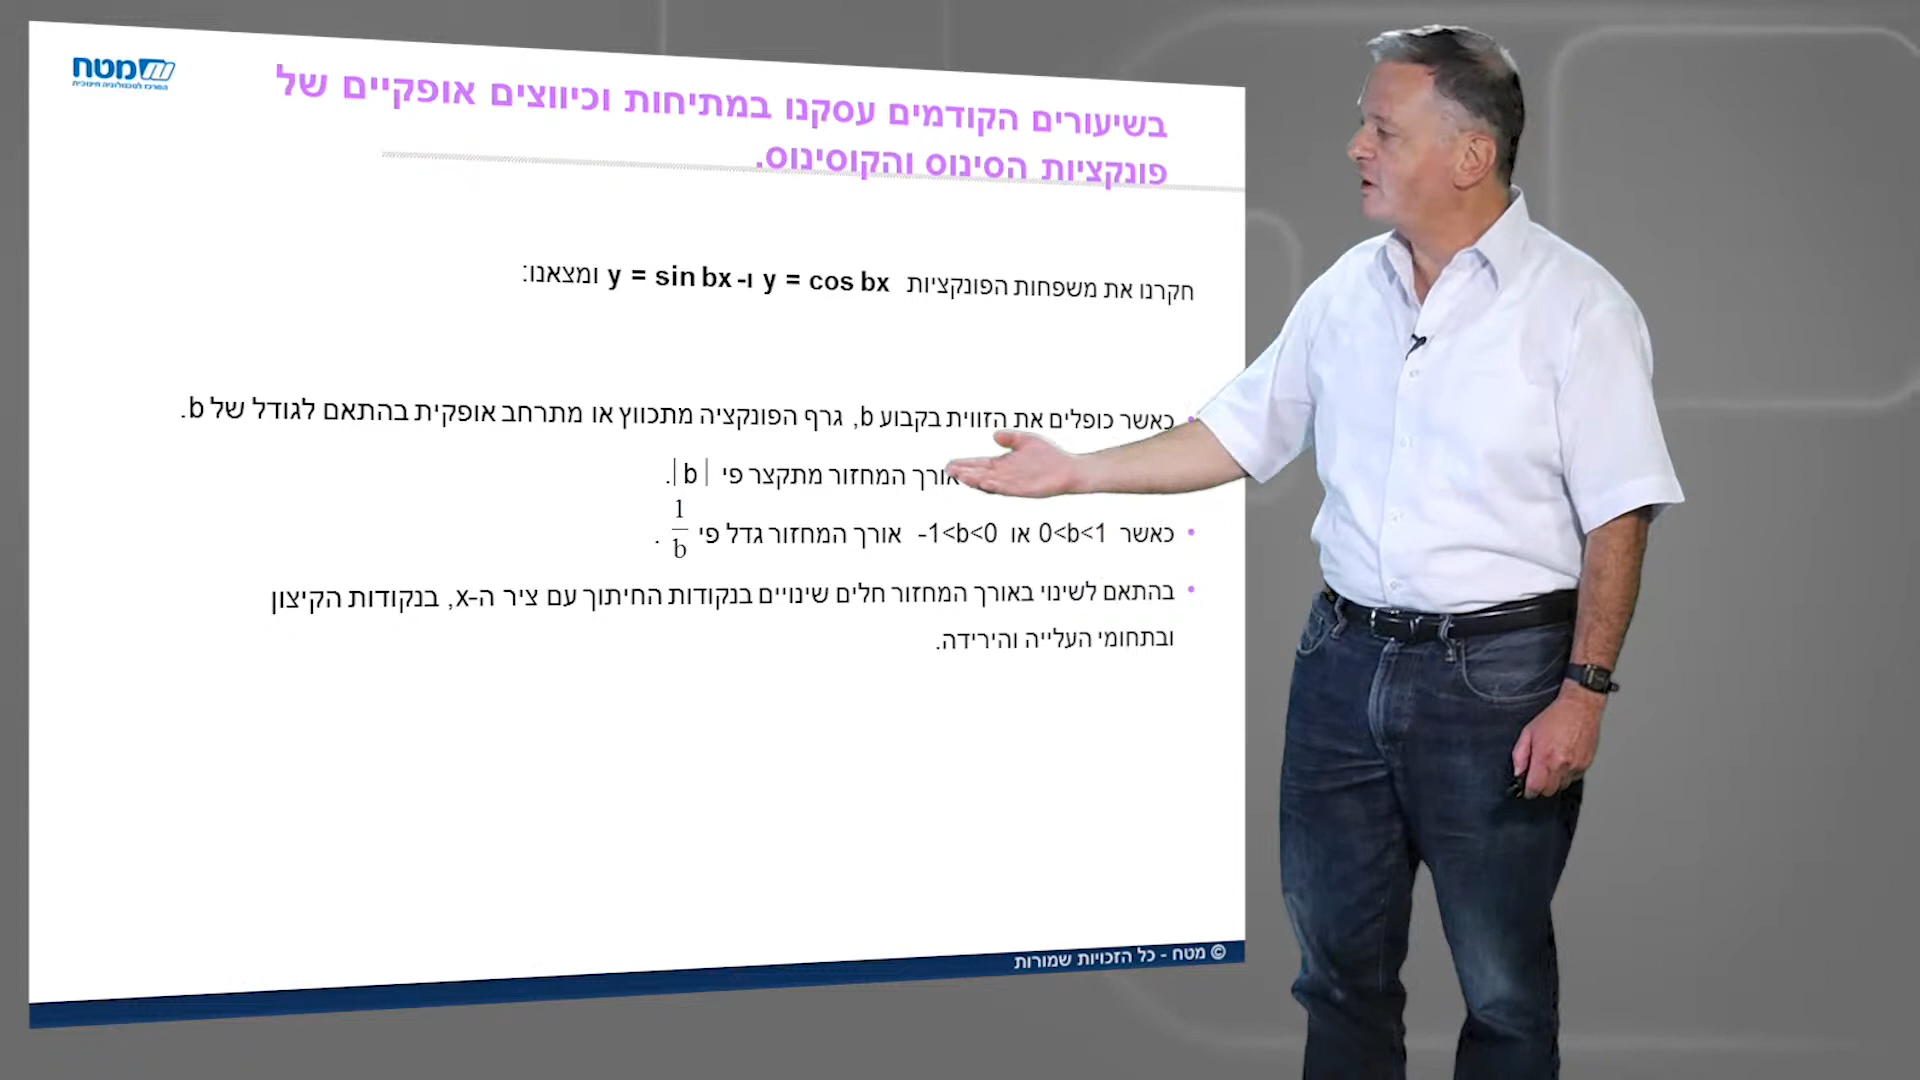 מטח
המרכז לטכנולוגיה חינוכית
בשיעורים הקודמים עסקנו במתיחות וכיווצים אופקיים של
פונקציות הסינוס והקוסינוס.
חקרנו את משפחות הפונקציות y = cos bx ו- y = sin bx ומצאנו:
• כאשר כופלים את הזווית בקבוע b, גרף הפונקציה מתכווץ או מתרחב אופקית בהתאם לגודל של b.
אורך המחזור מתקצר פי |b|.
• כאשר 0<b<1 או -1<b<0 אורך המחזור גדל פי 1/b.
• בהתאם לשינוי באורך המחזור חלים שינויים בנקודות החיתוך עם ציר ה-x, בנקודות הקיצון
ובתחומי העלייה והירידה.
© מטח - כל הזכויות שמורות